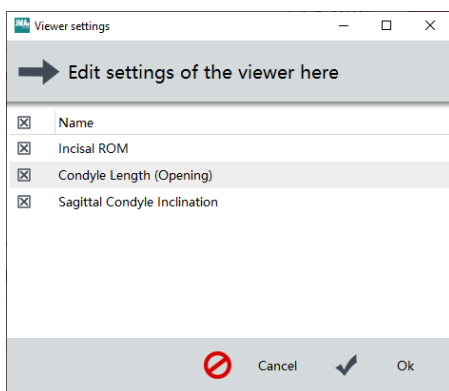 JMA
Viewer settings
Edit settings of the viewer here
Name
Incisal ROM
Condyle Length (Opening)
Sagittal Condyle Inclination
Cancel Ok